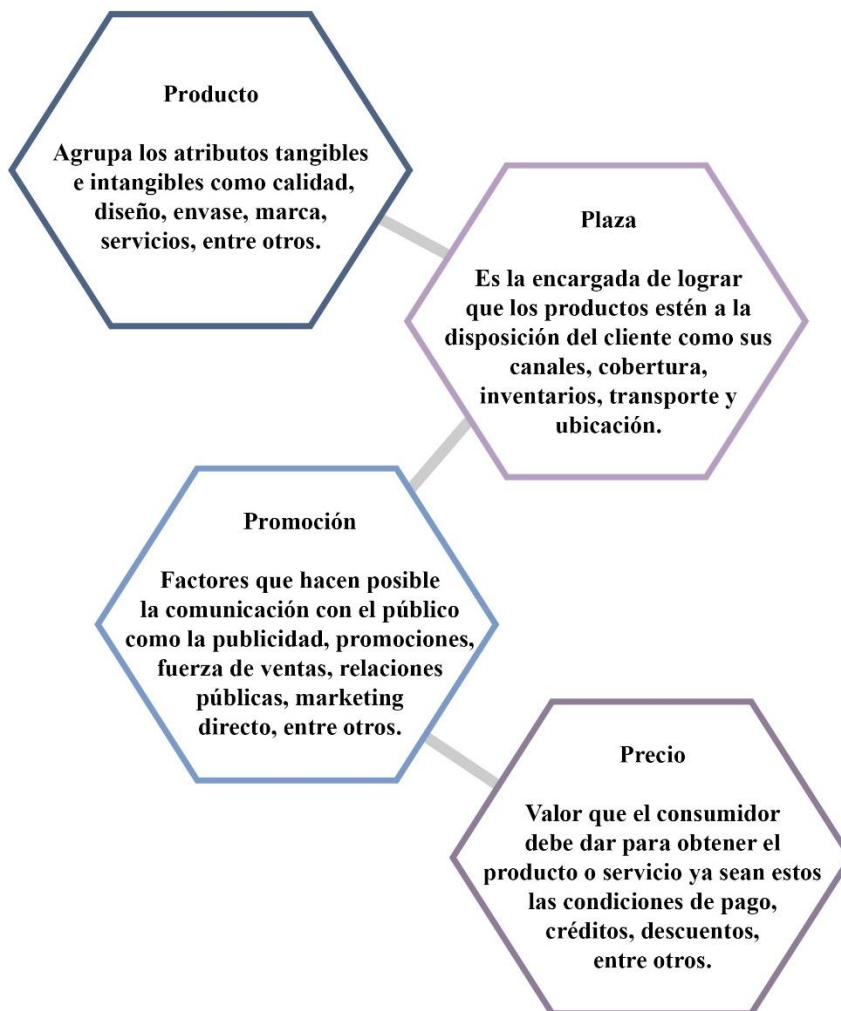 Producto
Agrupa los atributos tangibles
e intangibles como calidad,
diseño, envase, marca,
servicios, entre otros.
Plaza
Es la encargada de lograr
que los productos estén a la
disposición del cliente como sus
canales, cobertura,
inventarios, transporte y
ubicación.
Promoción
Factores que hacen posible
la comunicación con el público
como la publicidad, promociones,
fuerza de ventas, relaciones
públicas, marketing
directo, entre otros.
Precio
Valor que el consumidor
debe dar para obtener el
producto o servicio ya sean estos
las condiciones de pago,
créditos, descuentos,
entre otros.